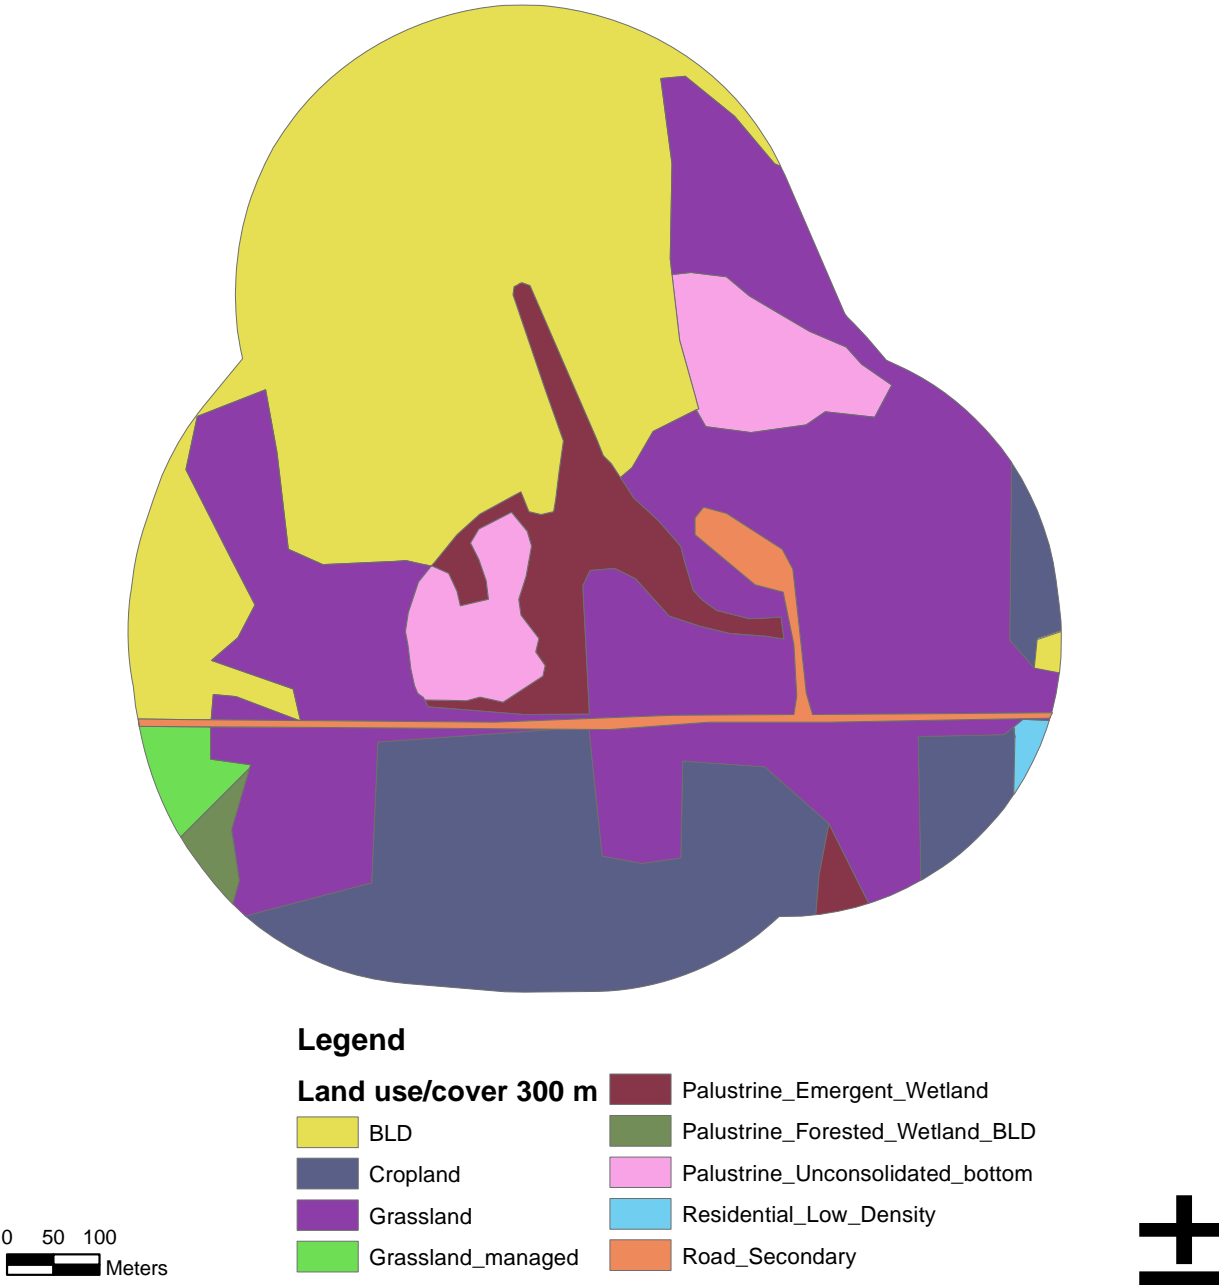 Legend
Land use/cover 300 m
BLD
Cropland
Grassland
Grassland_managed
Palustrine_Emergent_Wetland
Palustrine_Forested_Wetland_BLD
Palustrine_Unconsolidated_bottom
Residential_Low_Density
Road_Secondary
0 50 100
Meters